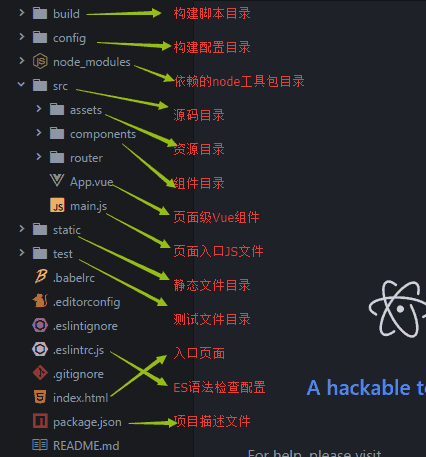 build 构建脚本目录
config 构建配置目录
node_modules
依赖的node工具包目录
src
源码目录
assets
资源目录
components
router
组件目录
App.vue
页面级Vue组件
main.js
页面入口JS文件
static
test
静态文件目录
.babelrc
.editorconfig
测试文件目录
.eslintignore
.eslintrc.js
入口页面
.gitignore
ES语法检查配置
index.html
A hackable te
package.json
项目描述文件
README.md
For help, please visit